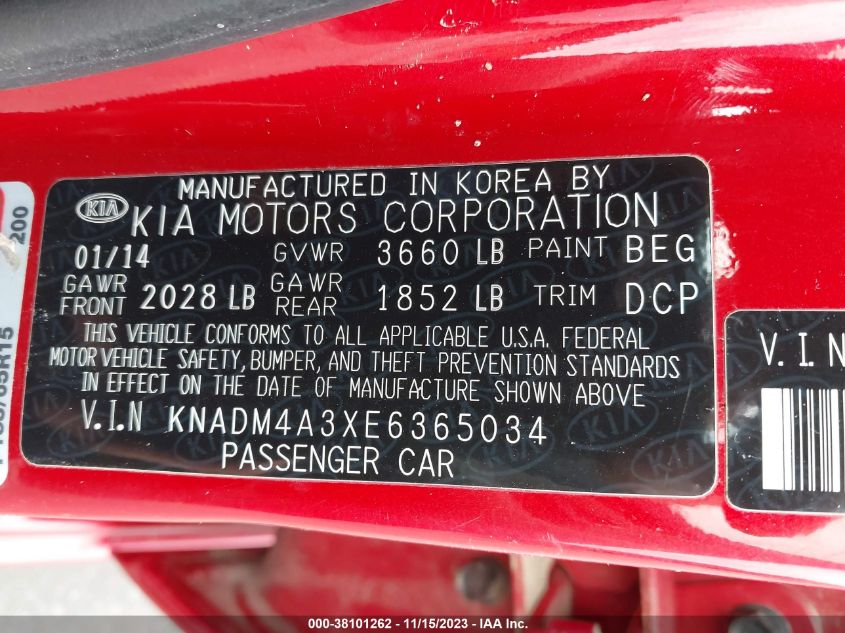 MANUFACTURED IN KOREA BY
KIA KIA MOTORS CORPORATION
01/14 GVWR 3660 LB PAINT BEG
GAWR FRONT 2028 LB GAWR REAR 1852 LB TRIM DCP
THIS VEHICLE CONFORMS TO ALL APPLICABLE U.S.A. FEDERAL
MOTOR VEHICLE SAFETY, BUMPER, AND THEFT PREVENTION STANDARDS
IN EFFECT ON THE DATE OF MANUFACTURE SHOWN ABOVE
V.I.N KNADM4A3XE6365034
PASSENGER CAR
200
V.I.N
000-38101262 - 11/15/2023 - IAA Inc.